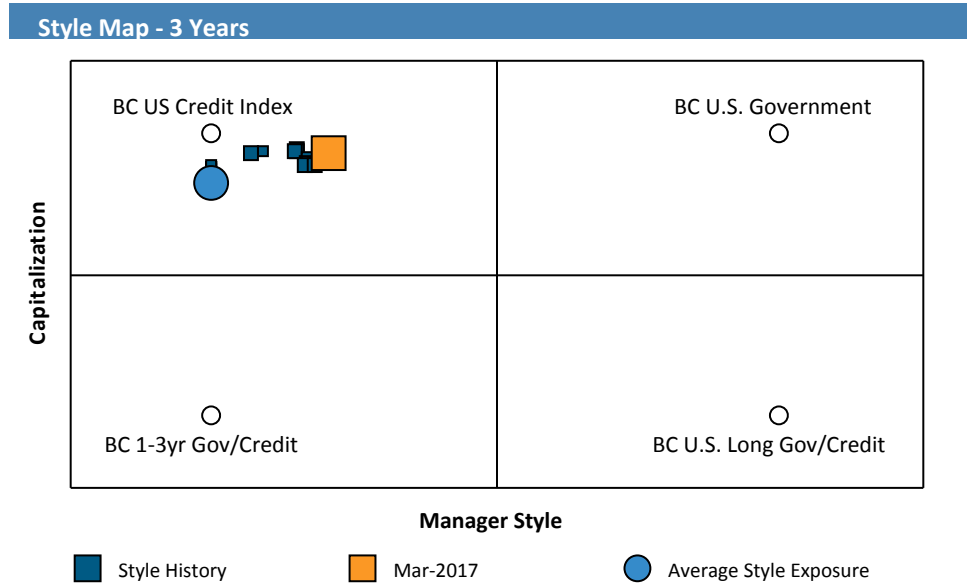 Style Map - 3 Years
BC US Credit Index
BC U.S. Government
Capitalization
BC 1-3yr Gov/Credit
BC U.S. Long Gov/Credit
Manager Style
Style History
Mar-2017
Average Style Exposure